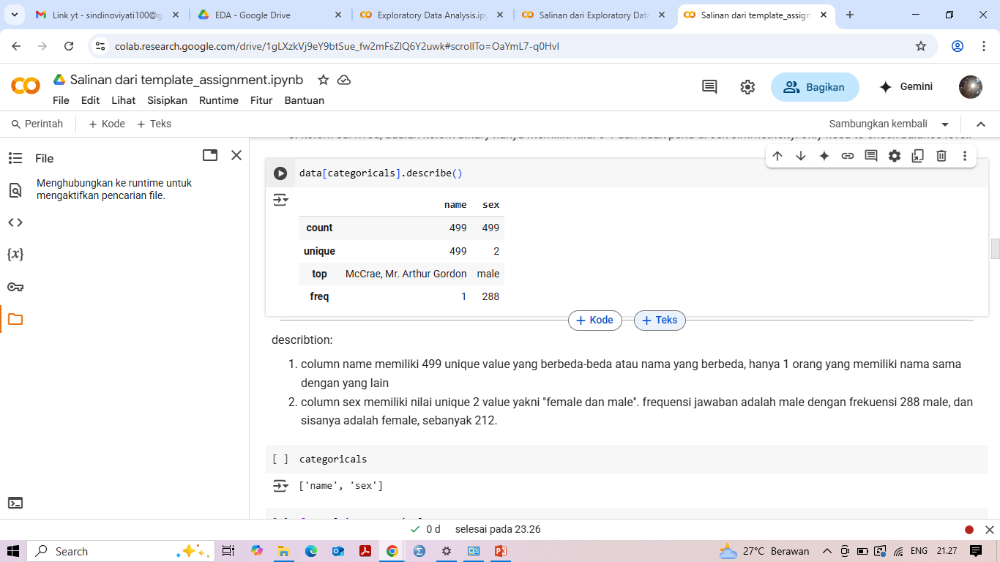 Link yt - sindinoviyati100@g
EDA - Google Drive
Exploratory Data Analysis.ip
Salinan dari Exploratory Dat
Salinan dari template_assign
colab.research.google.com/drive/1gLXzkVj9eY9btSue_fw2mFsZlQ6Y2uwk#scrollTo=OaYmL7-q0HvI
Salinan dari template_assignment.ipynb
File Edit Lihat Sisipkan Runtime Fitur Bantuan
Bagikan
Gemini
Perintah + Kode + Teks
Sambungkan kembali
File
Menghubungkan ke runtime untuk
mengaktifkan pencarian file.
{x}
data[categoricals].describe()
name sex
count 499 499
unique 499 2
top McCrae, Mr. Arthur Gordon male
freq 1 288
+ Kode + Teks
describtion:
1. column name memiliki 499 unique value yang berbeda-beda atau nama yang berbeda, hanya 1 orang yang memiliki nama sama
dengan yang lain
2. column sex memiliki nilai unique 2 value yakni "female dan male". frequensi jawaban adalah male dengan frekuensi 288 male, dan
sisanya adalah female, sebanyak 212.
[ ] categoricals
['name', 'sex']
0 d selesai pada 23.26
Search
27°C Berawan
ENG
21.27